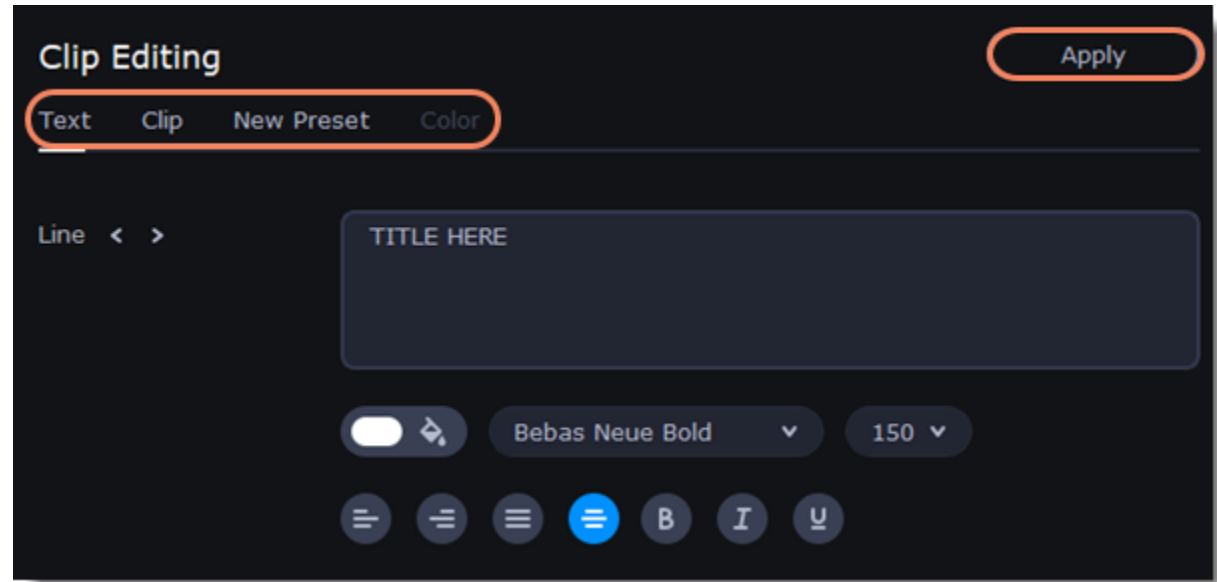 Clip Editing
Apply
Text Clip New Preset Color
Line < >
TITLE HERE
Bebas Neue Bold
150
B I U